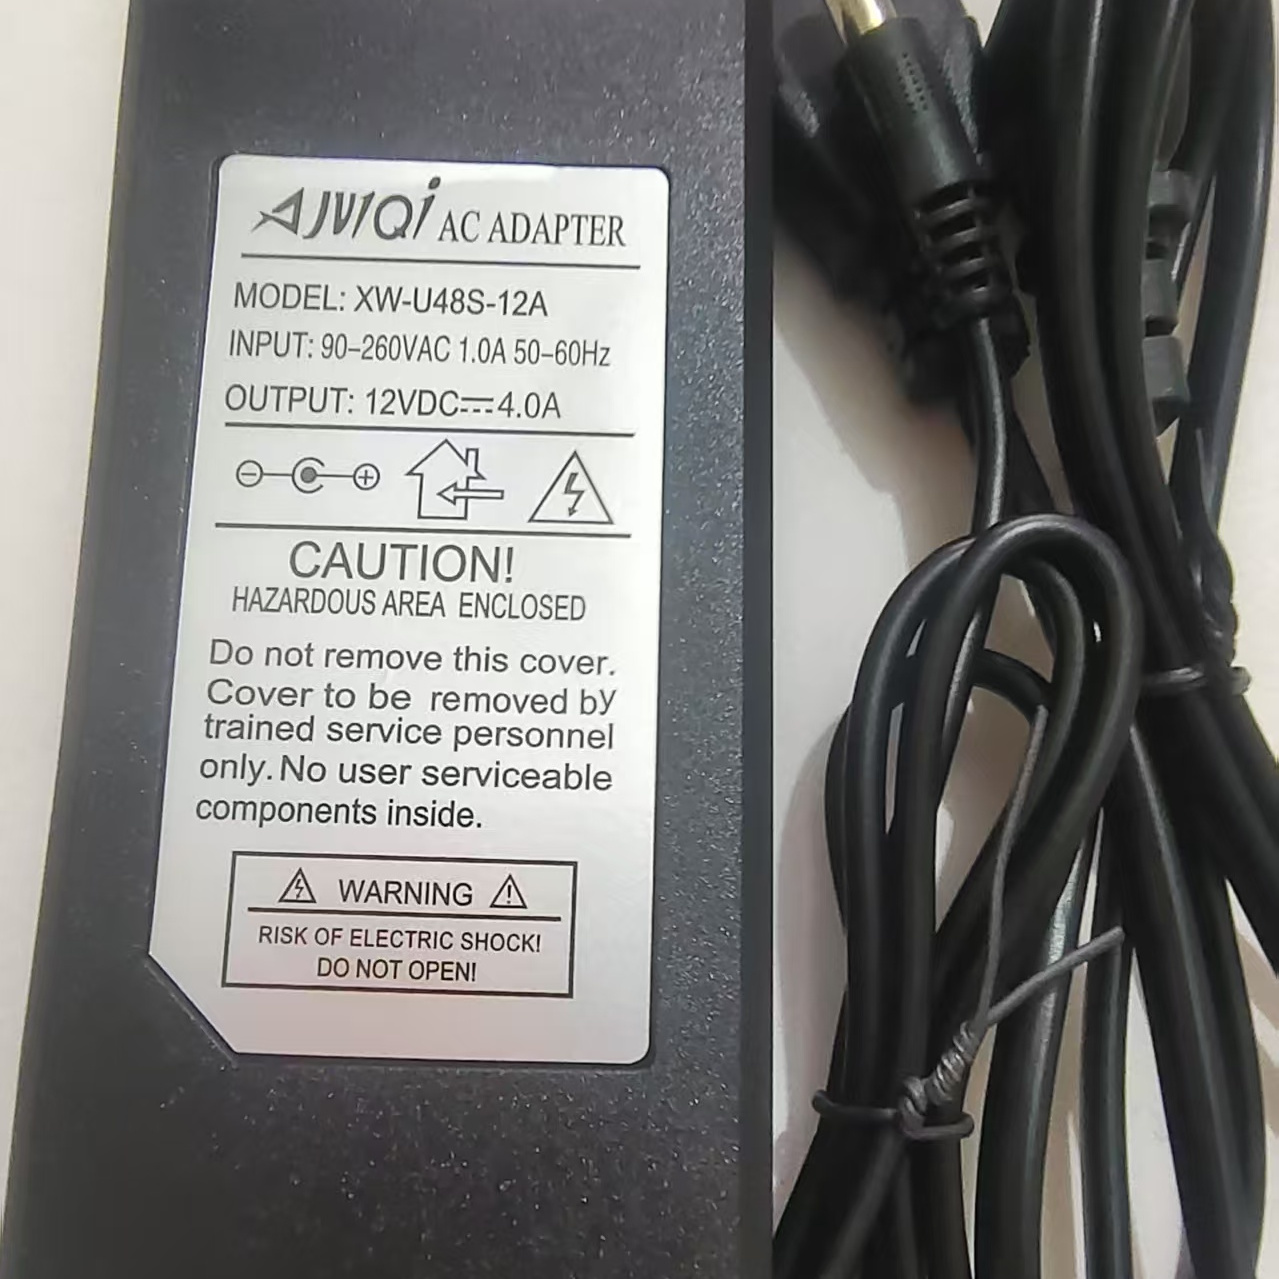 AJVIQi AC ADAPTER
MODEL: XW-U48S-12A
INPUT: 90-260VAC 1.0A 50-60Hz
OUTPUT: 12VDC⎓4.0A
CAUTION!
HAZARDOUS AREA ENCLOSED
Do not remove this cover.
Cover to be removed by
trained service personnel
only. No user serviceable
components inside.
WARNING
RISK OF ELECTRIC SHOCK!
DO NOT OPEN!